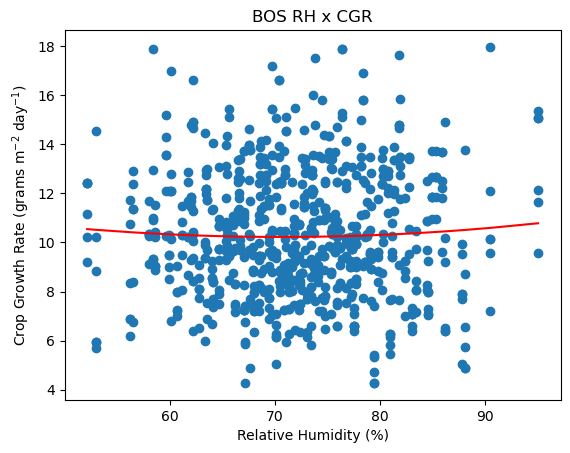 BOS RH x CGR
18
16
14
12
10
8
6
4
Crop Growth Rate (grams m⁻² day⁻¹)
60 70 80 90
Relative Humidity (%)